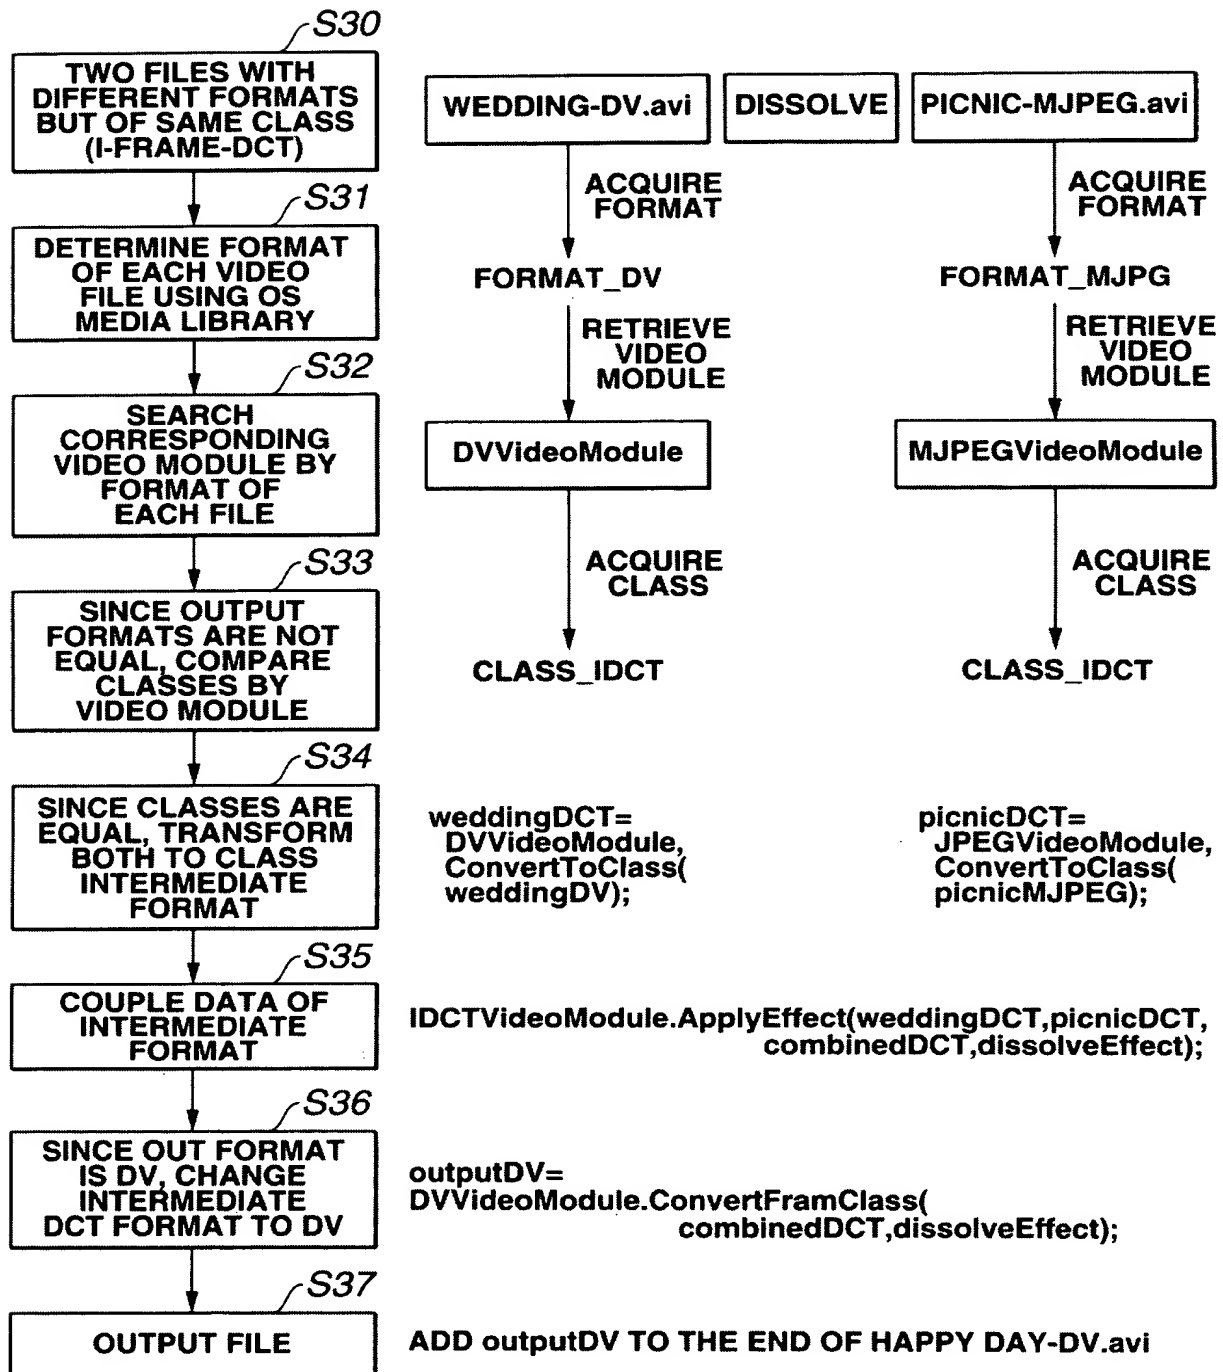 S30
TWO FILES WITH
DIFFERENT FORMATS
BUT OF SAME CLASS
(I-FRAME-DCT)
WEDDING-DV.avi
DISSOLVE
PICNIC-MJPEG.avi
ACQUIRE
FORMAT
ACQUIRE
FORMAT
S31
DETERMINE FORMAT
OF EACH VIDEO
FILE USING OS
MEDIA LIBRARY
FORMAT_DV
FORMAT_MJPG
RETRIEVE
VIDEO
MODULE
RETRIEVE
VIDEO
MODULE
S32
SEARCH
CORRESPONDING
VIDEO MODULE BY
FORMAT OF
EACH FILE
DVVideoModule
MJPEGVideoModule
ACQUIRE
CLASS
ACQUIRE
CLASS
S33
SINCE OUTPUT
FORMATS ARE NOT
EQUAL, COMPARE
CLASSES BY
VIDEO MODULE
CLASS_IDCT
CLASS_IDCT
S34
SINCE CLASSES ARE
EQUAL, TRANSFORM
BOTH TO CLASS
INTERMEDIATE
FORMAT
weddingDCT=
DVVideoModule,
ConvertToClass(
weddingDV);
picnicDCT=
JPEGVideoModule,
ConvertToClass(
picnicMJPEG);
S35
COUPLE DATA OF
INTERMEDIATE
FORMAT
IDCTVideoModule.ApplyEffect(weddingDCT,picnicDCT,
combinedDCT,dissolveEffect);
S36
SINCE OUT FORMAT
IS DV, CHANGE
INTERMEDIATE
DCT FORMAT TO DV
outputDV=
DVVideoModule.ConvertFramClass(
combinedDCT,dissolveEffect);
S37
OUTPUT FILE
ADD outputDV TO THE END OF HAPPY DAY-DV.avi